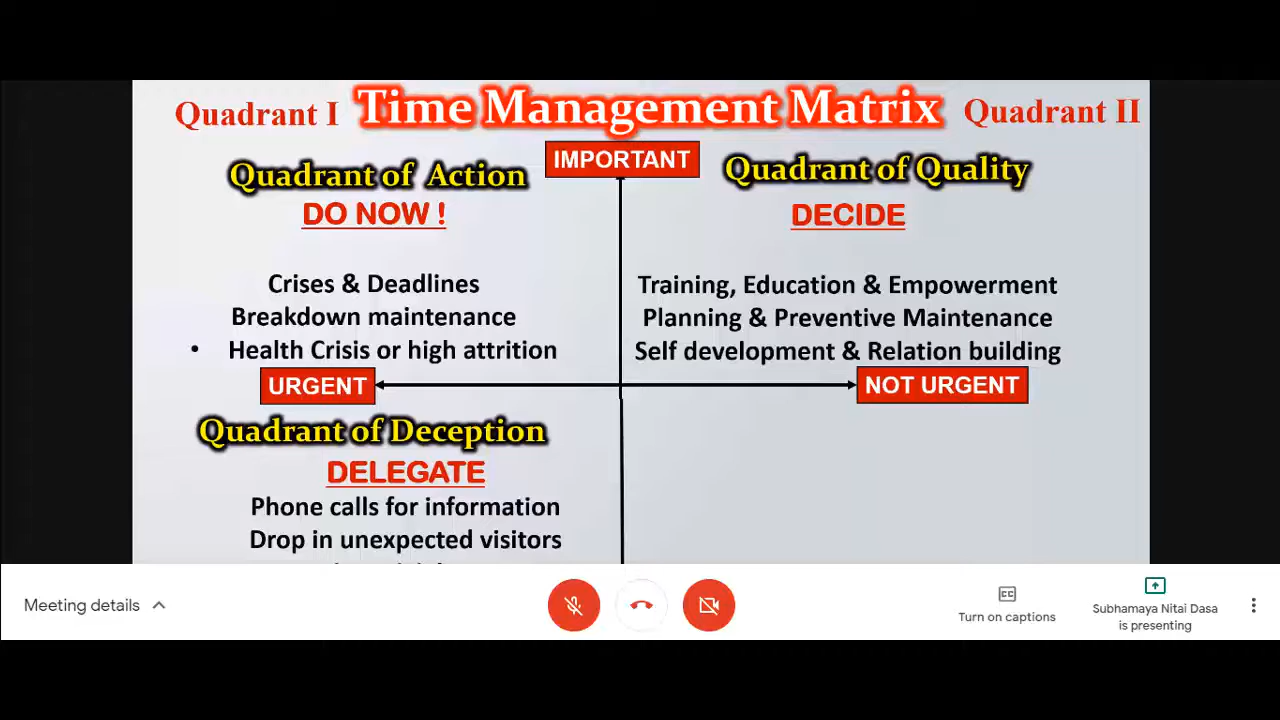 Quadrant I Time Management Matrix Quadrant II
IMPORTANT
Quadrant of Action
DO NOW !
Crises & Deadlines
Breakdown maintenance
• Health Crisis or high attrition
Quadrant of Quality
DECIDE
Training, Education & Empowerment
Planning & Preventive Maintenance
Self development & Relation building
URGENT
NOT URGENT
Quadrant of Deception
DELEGATE
Phone calls for information
Drop in unexpected visitors
Meeting details
CC
Turn on captions
Subhamaya Nitai Dasa
is presenting